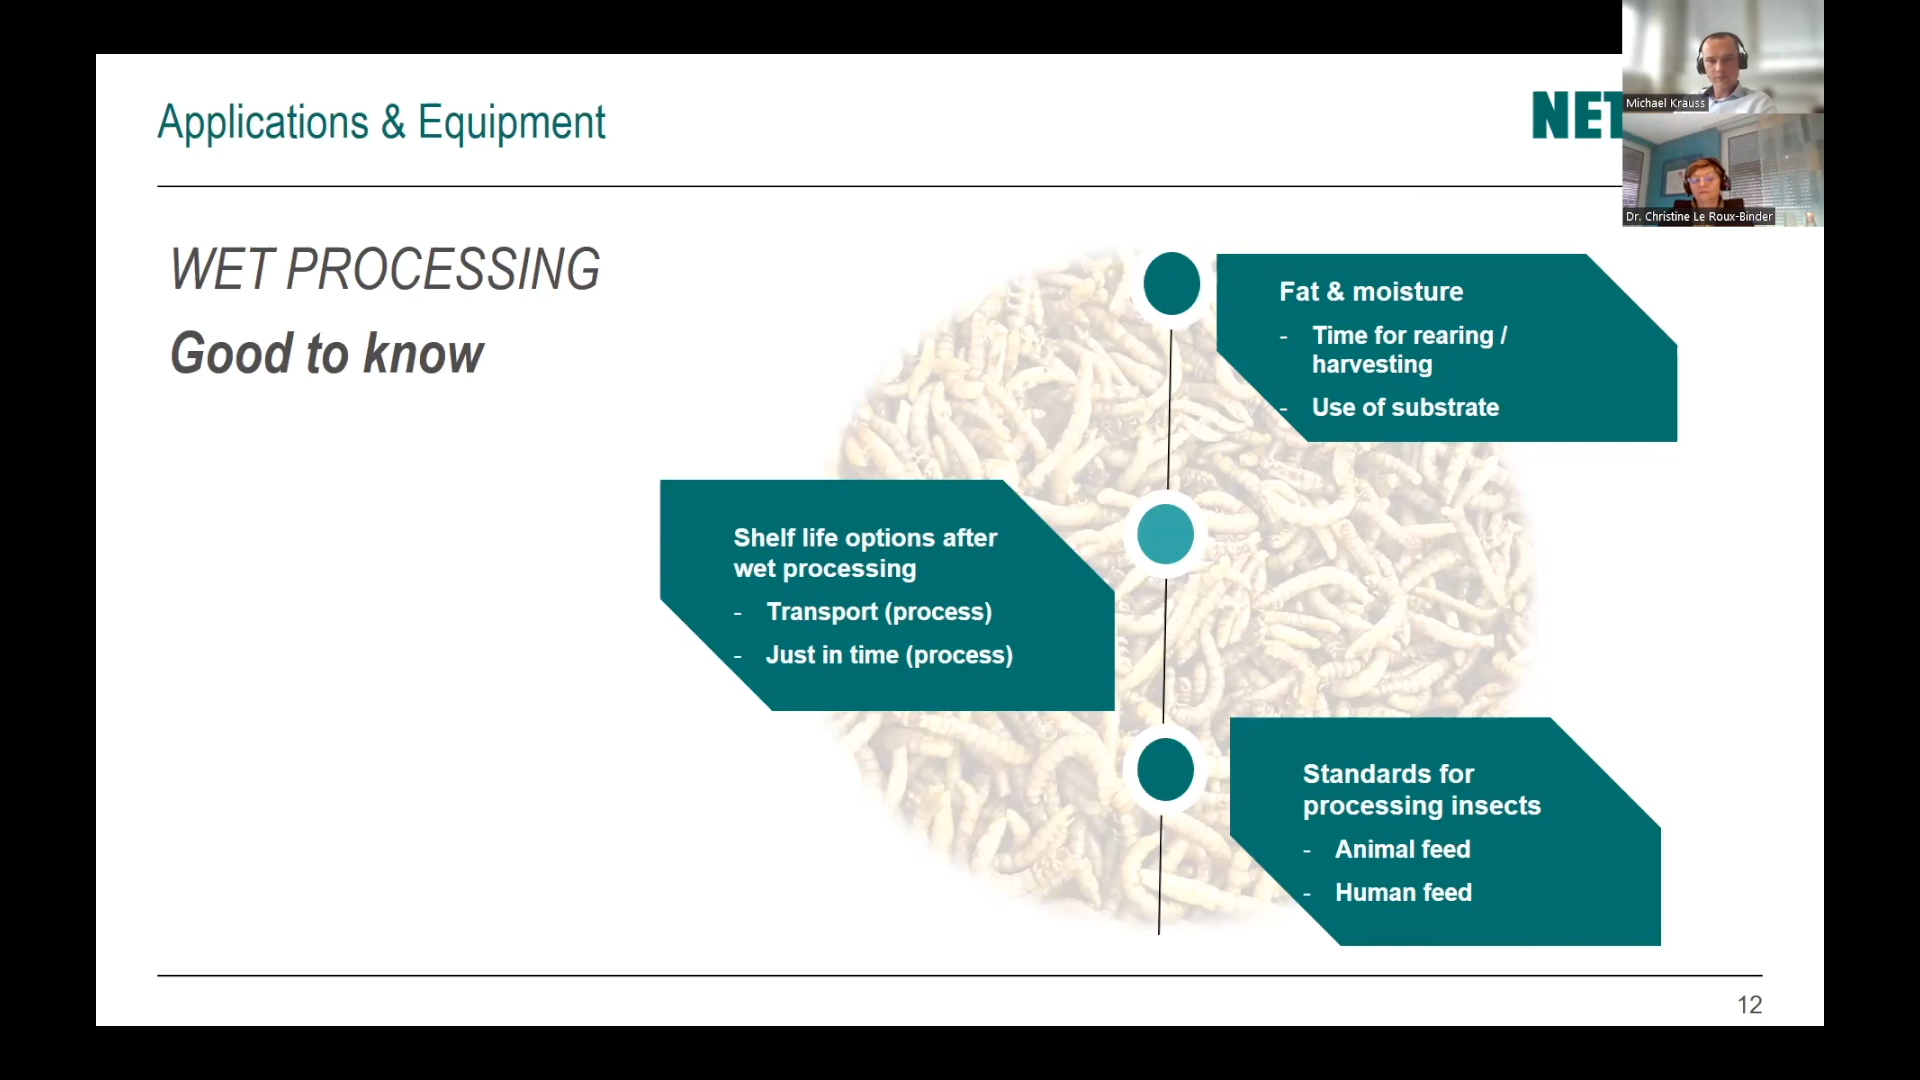 Applications & Equipment
NET
Michael Krauss
Dr. Christine Le Roux-Binder
WET PROCESSING
Good to know
Fat & moisture
- Time for rearing /
harvesting
- Use of substrate
Shelf life options after
wet processing
- Transport (process)
- Just in time (process)
Standards for
processing insects
- Animal feed
- Human feed
12